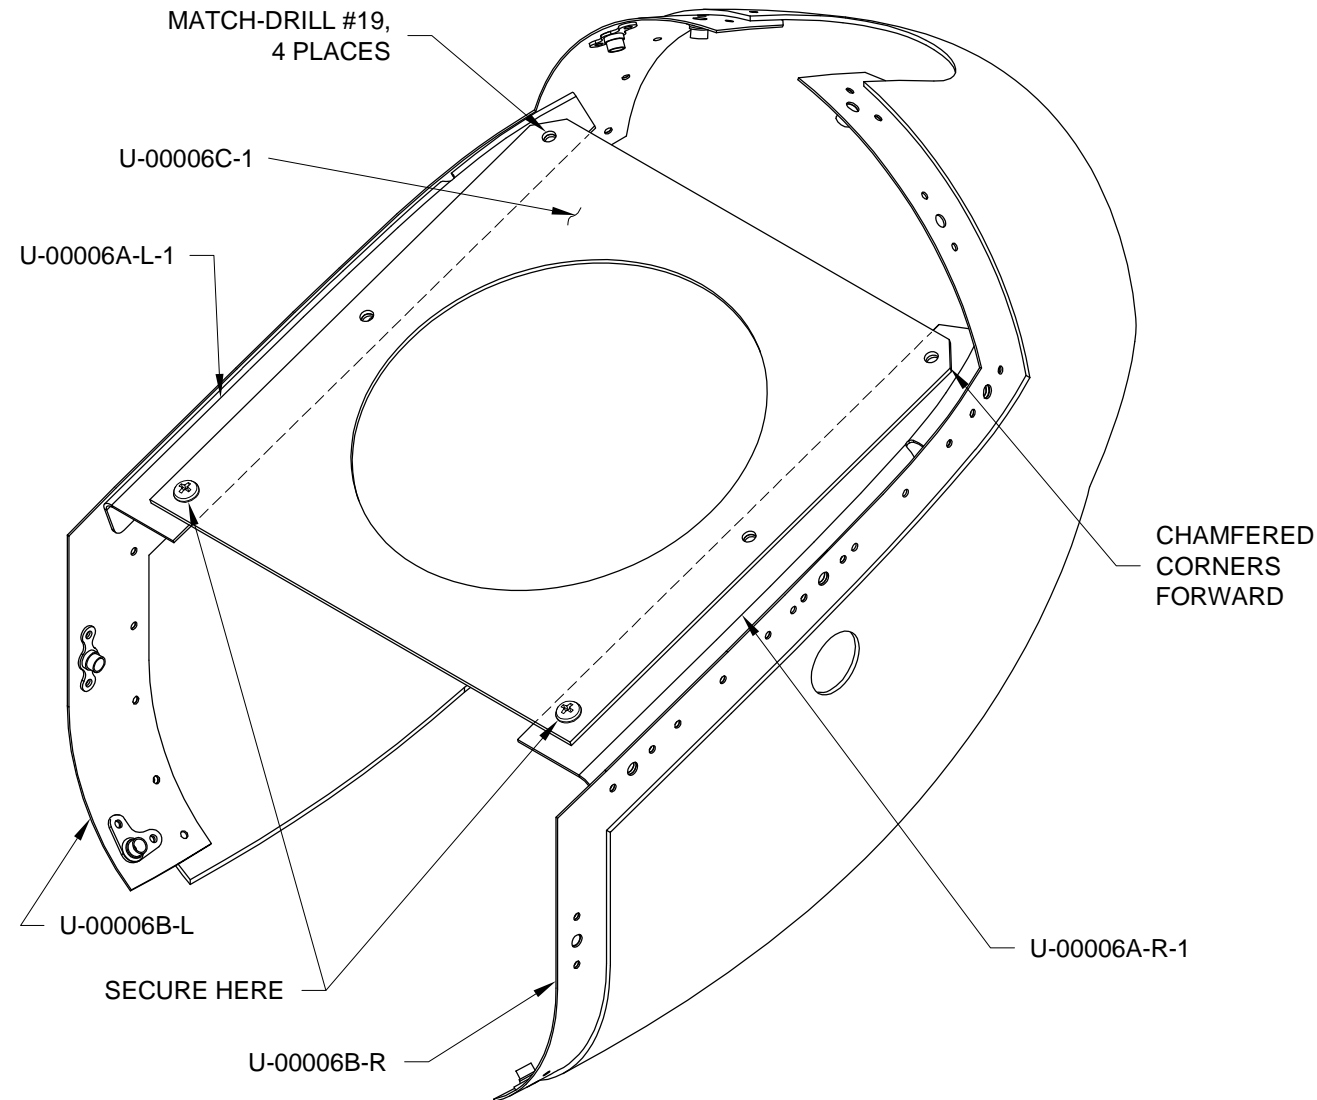 MATCH-DRILL #19,
4 PLACES
U-00006C-1
U-00006A-L-1
CHAMFERED
CORNERS
FORWARD
U-00006B-L
U-00006A-R-1
SECURE HERE
U-00006B-R